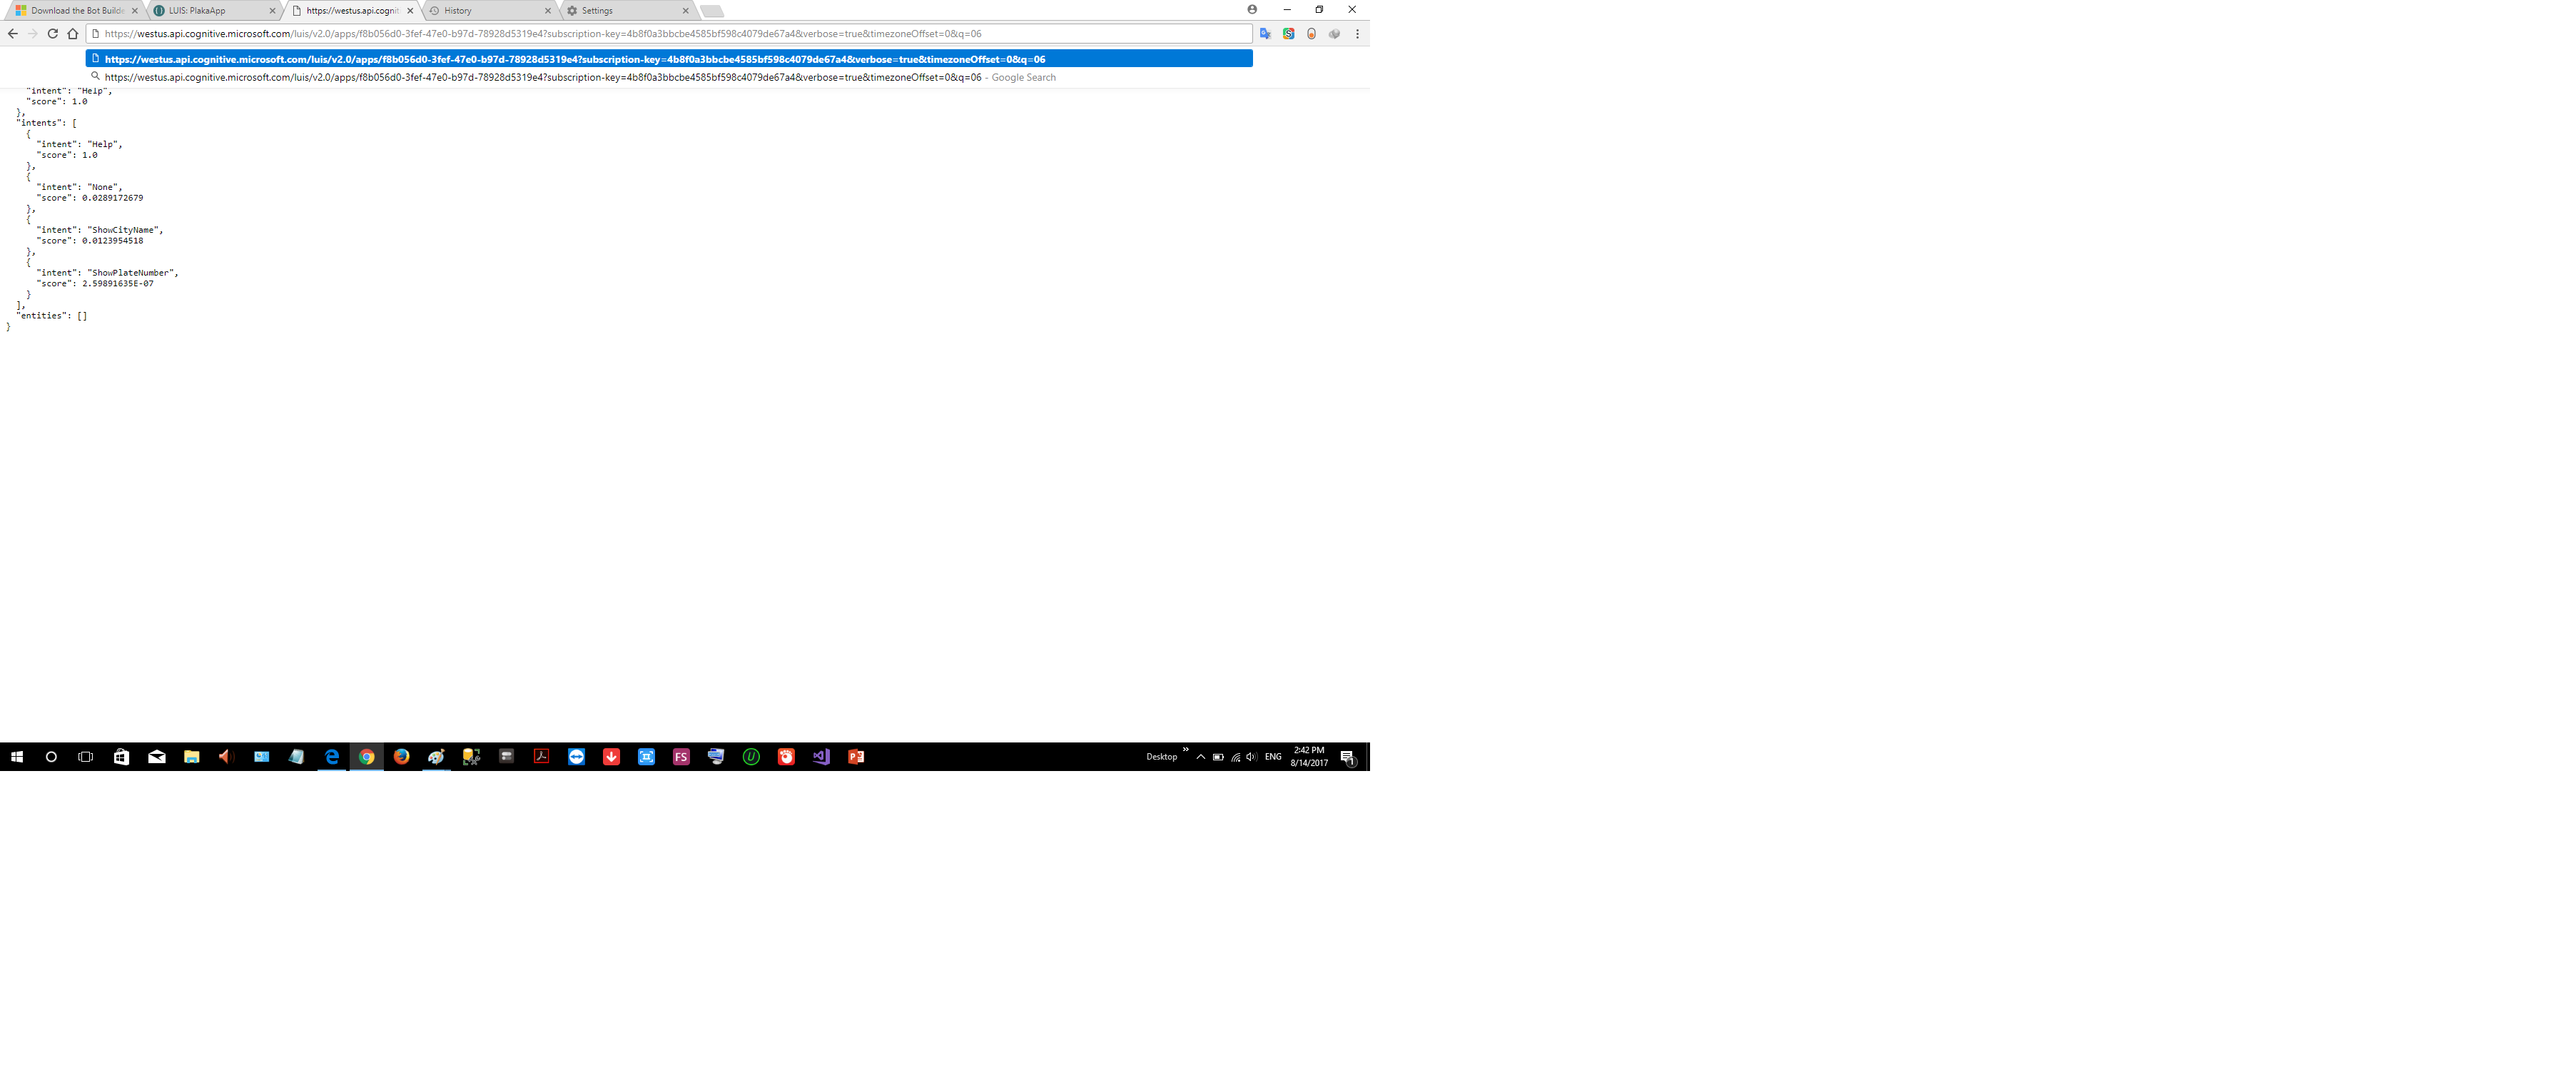 Download the Bot Builde
LUIS: PlakaApp
https://westus.api.cognit
History
Settings
https://westus.api.cognitive.microsoft.com/luis/v2.0/apps/f8b056d0-3fef-47e0-b97d-78928d5319e4?subscription-key=4b8f0a3bbcbe4585bf598c4079de67a4&verbose=true&timezoneOffset=0&q=06
https://westus.api.cognitive.microsoft.com/luis/v2.0/apps/f8b056d0-3fef-47e0-b97d-78928d5319e4?subscription-key=4b8f0a3bbcbe4585bf598c4079de67a4&verbose=true&timezoneOffset=0&q=06
https://westus.api.cognitive.microsoft.com/luis/v2.0/apps/f8b056d0-3fef-47e0-b97d-78928d5319e4?subscription-key=4b8f0a3bbcbe4585bf598c4079de67a4&verbose=true&timezoneOffset=0&q=06 - Google Search
"intent": "Help",
"score": 1.0
},
"intents": [
{
"intent": "Help",
"score": 1.0
},
{
"intent": "None",
"score": 0.0289172679
},
{
"intent": "ShowCityName",
"score": 0.0123954518
},
{
"intent": "ShowPlateNumber",
"score": 2.59891635E-07
}
],
"entities": []
}
FS
U
Desktop
ENG
2:42 PM
8/14/2017
1